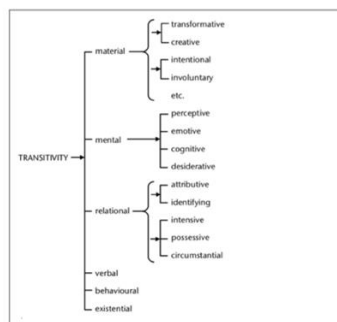 transformative
material
creative
intentional
involuntary
etc.
perceptive
emotive
mental
cognitive
TRANSITIVITY
desiderative
attributive
identifying
relational
intensive
possessive
circumstantial
verbal
behavioural
existential